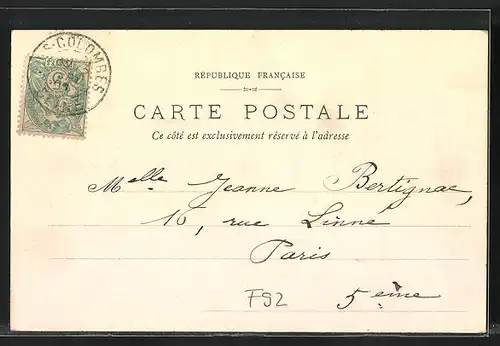 S-COLOMBES
RÉPUBLIQUE FRANÇAISE
CARTE POSTALE
Ce côté est exclusivement réservé à l'adresse
Melle Jeanne Bertignac,
16, rue Linné
Paris
F92 5ème